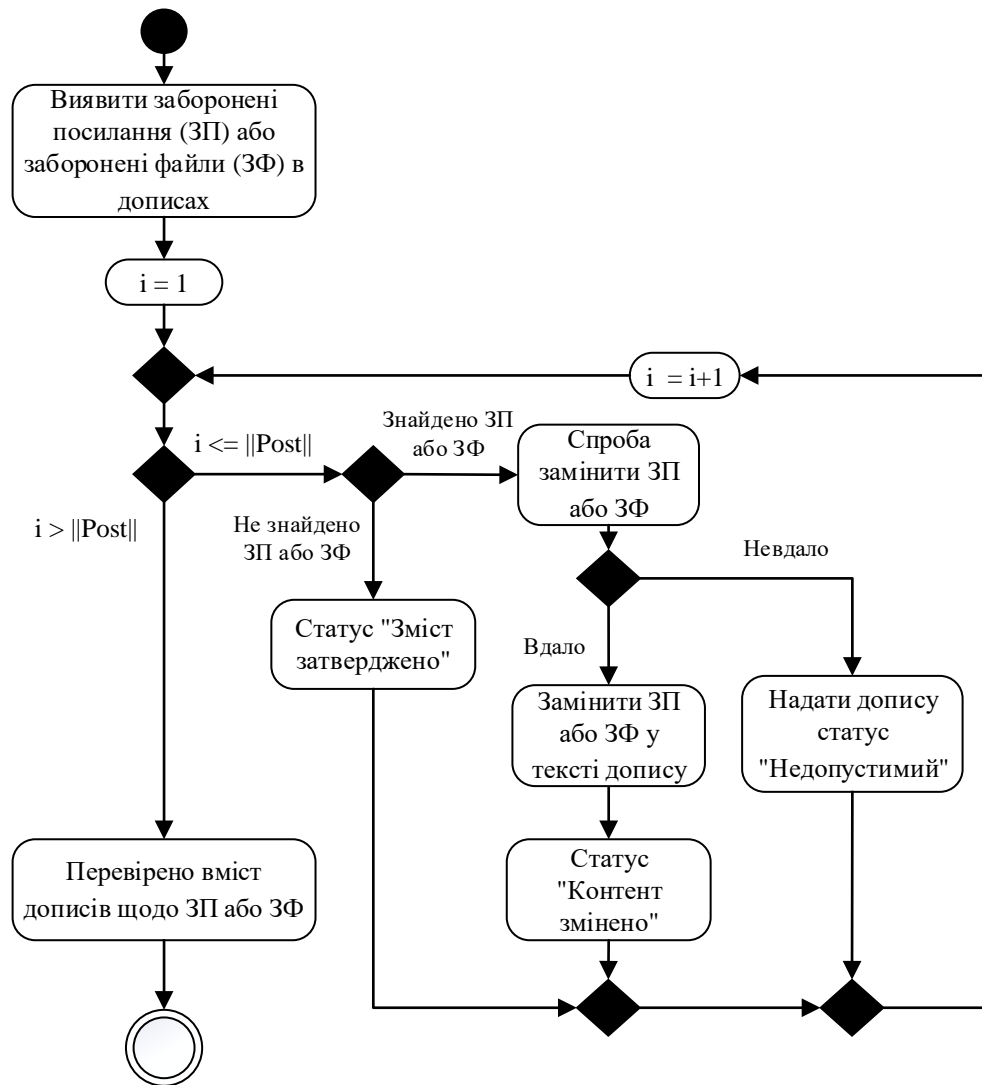 Виявити заборонені
посилання (ЗП) або
заборонені файли (ЗФ) в
дописах
i = 1
i = i+1
i <= ||Post||
Знайдено ЗП
або ЗФ
Спроба
замінити ЗП
або ЗФ
i > ||Post||
Не знайдено
ЗП або ЗФ
Невдало
Статус "Зміст
затверджено"
Вдало
Замінити ЗП
або ЗФ у
тексті допису
Надати допису
статус
"Недопустимий"
Перевірено вміст
дописів щодо ЗП або ЗФ
Статус
"Контент
змінено"